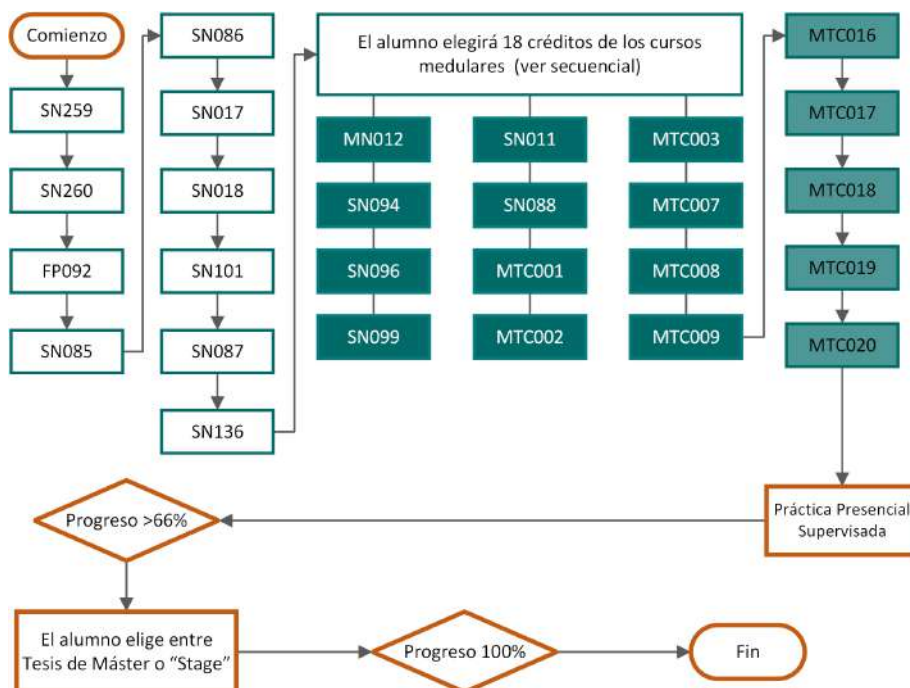 Comienzo
SN259
SN260
FP092
SN085
SN086
SN017
SN018
SN101
SN087
SN136
El alumno elegirá 18 créditos de los cursos
medulares (ver secuencial)
MN012
SN094
SN096
SN099
SN011
SN088
MTC001
MTC002
MTC003
MTC007
MTC008
MTC009
MTC016
MTC017
MTC018
MTC019
MTC020
Práctica Presencial
Supervisada
Progreso >66%
El alumno elige entre
Tesis de Máster o “Stage”
Progreso 100%
Fin